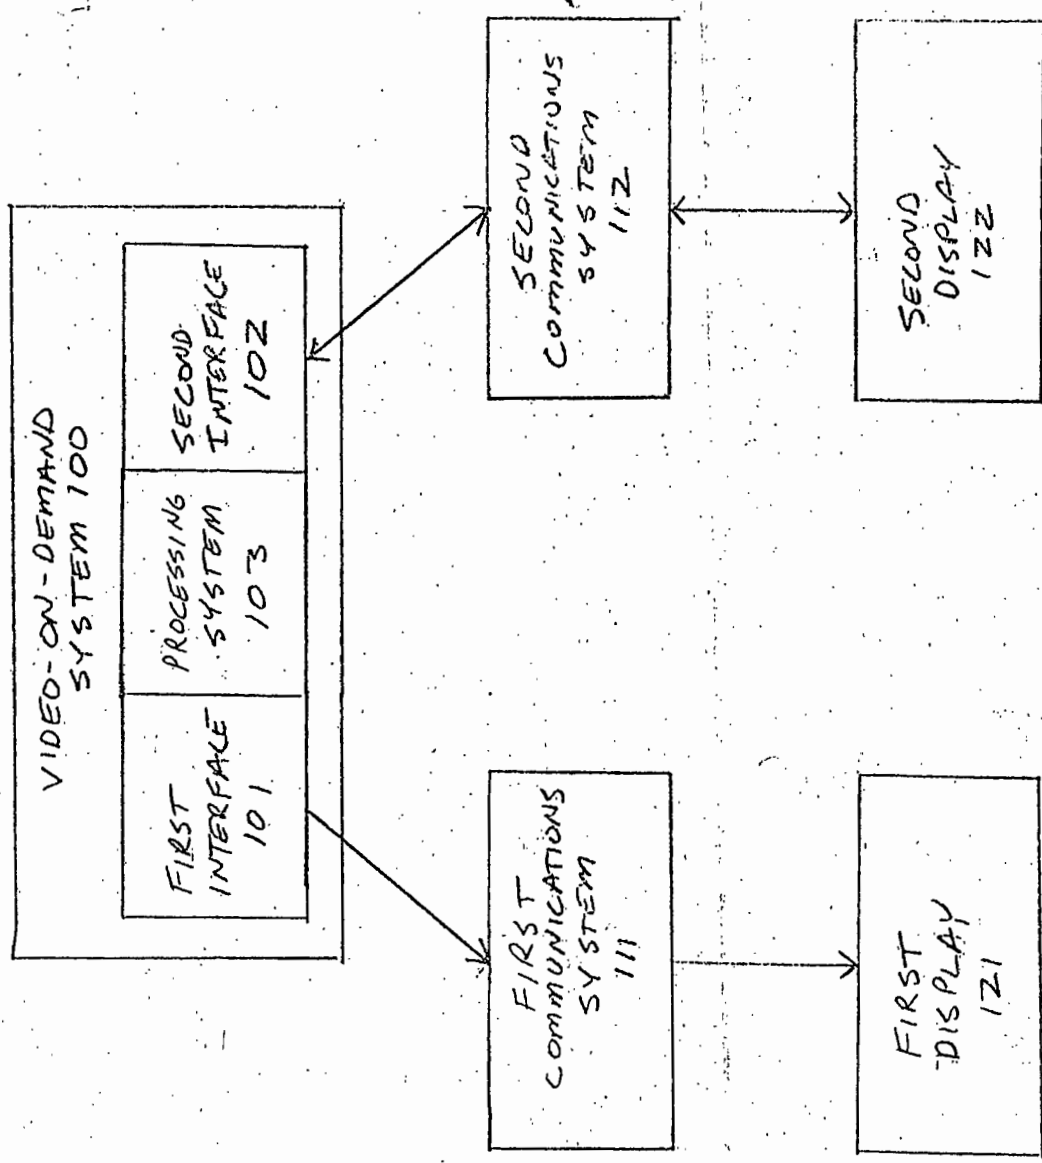 VIDEO-ON-DEMAND
SYSTEM 100
FIRST
INTERFACE
101
PROCESSING
SYSTEM
103
SECOND
INTERFACE
102
FIRST
COMMUNICATIONS
SYSTEM
111
SECOND
COMMUNICATIONS
SYSTEM
112
FIRST
DISPLAY
121
SECOND
DISPLAY
122